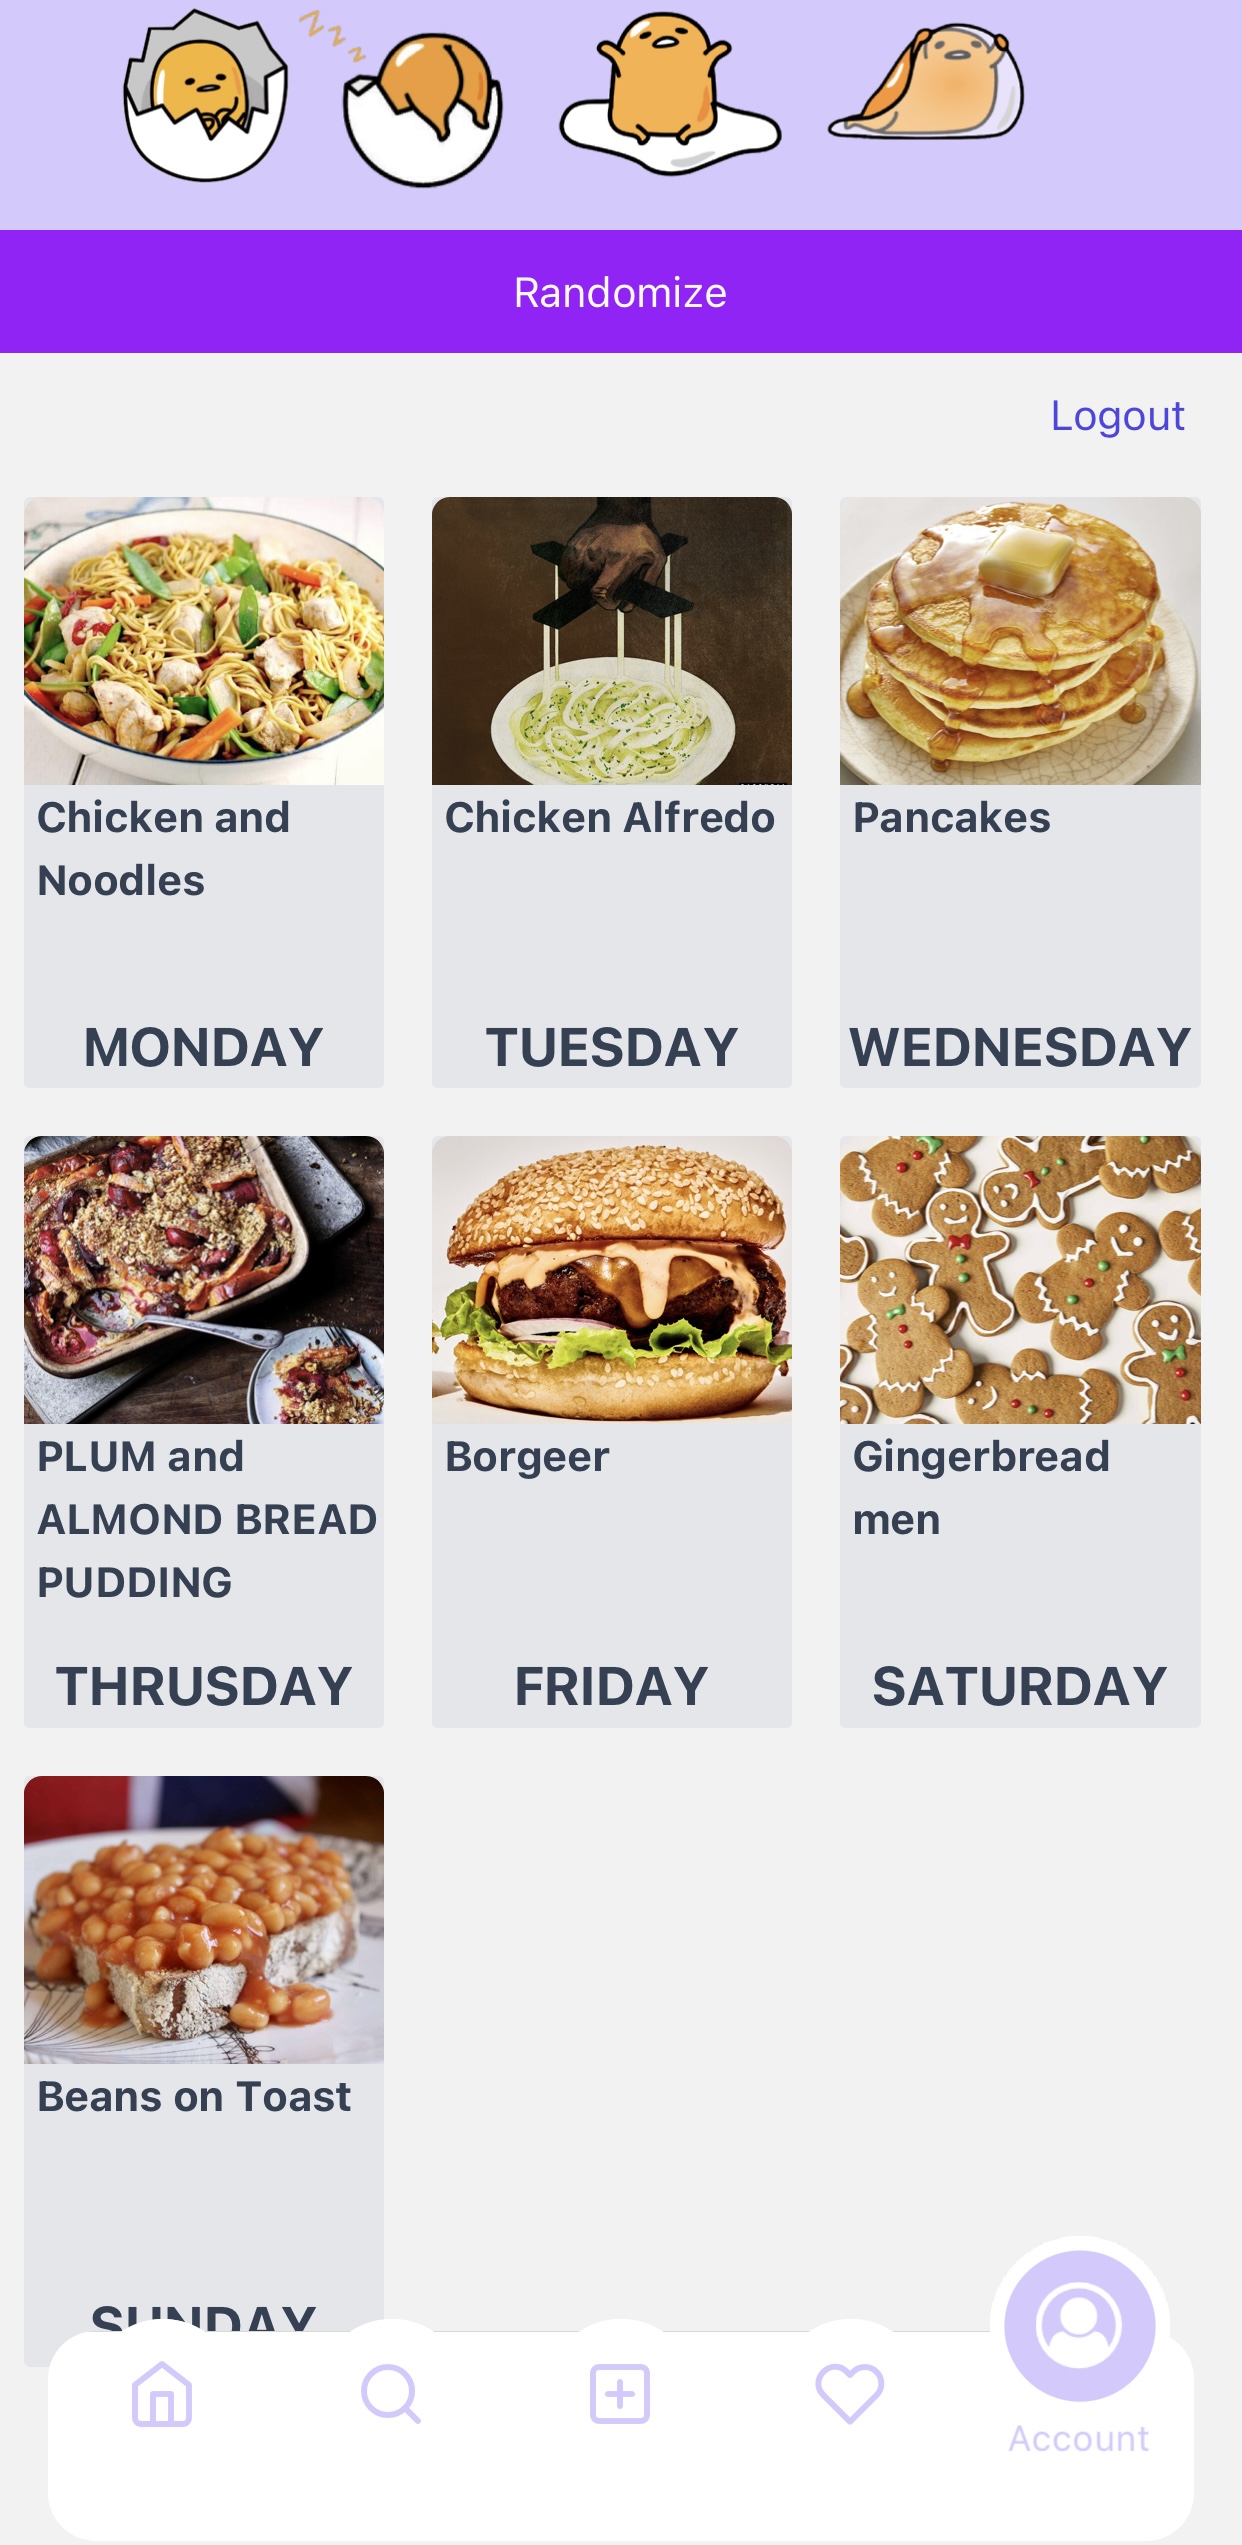 z z z
Randomize
Logout
Chicken and
Noodles
MONDAY
Chicken Alfredo
TUESDAY
Pancakes
WEDNESDAY
PLUM and
ALMOND BREAD
PUDDING
THRUSDAY
Borgeer
FRIDAY
Gingerbread
men
SATURDAY
Beans on Toast
SUNDAY
Account